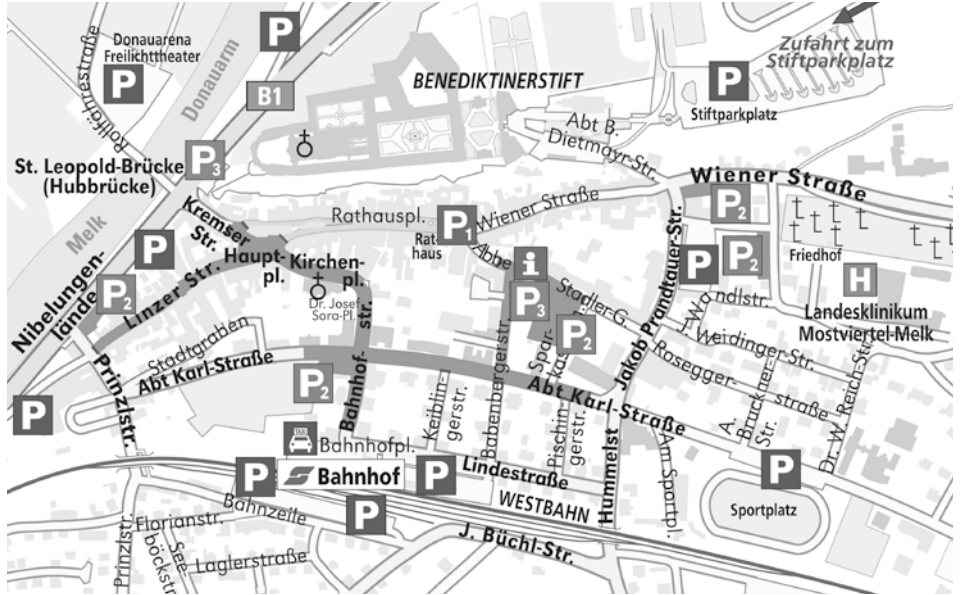 P
Donauarena
Freilichttheater
P
Rollfährestraße
Donauarm
B1
BENEDIKTINERSTIFT
Zufahrt zum
Stiftparkplatz
P
Stiftparkplatz
Abt B.
Dietmayr Str.
St. Leopold-Brücke
(Hubbrücke)
P3
Melk
Kremser
Str.
Rathauspl.
P1
Rat-
haus
Wiener Straße
Wiener Straße
P2
P
Haupt-
pl.
Kirchen-
pl.
Dr. Josef
Sora-Pl.
Abbe
Stadler-G.
i
P3
P2
Jakob Prandtauer-Str.
P
P2
Friedhof
H
Landesklinikum
Mostviertel-Melk
Nibelungen-
lände
P2
Linzer Str.
Stadtgraben
Abt Karl-Straße
P2
Bahnhof-
str.
Spar-
Wandlstr.
Weidinger-Str.
Rosegger-
straße
P
Prinzlstr.
Abt Karl-Straße
Keiblin-
gerstr.
Babenbergerstr.
Pischin-
gerstr.
A.
Bruckner-
Str.
Dr. W. Reich-Str.
TAXI
Bahnhofpl.
P
Bahnhof
P
Lindestraße
Hummelst
Am Sportpl.
P
Sportplatz
WESTBAHN
P
Bahnzeile
J. Büchl-Str.
Florianstr.
Prinzlstr.
See-
böckstr.
Laglerstraße